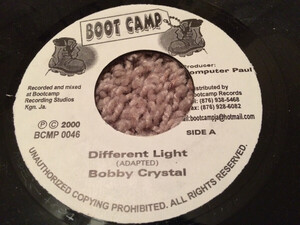 BOOT CAMP
Recorded and mixed
at Bootcamp
Recording Studios
Kgn. Ja.
Producer:
Computer Paul
Distributed by
Bootcamp Records
(876) 938-5468
(876) 928-6082
bootcampja@hotmail.com
Ⓟ © 2000
BCMP 0046
SIDE A
Different Light
(ADAPTED)
Bobby Crystal
UNAUTHORIZED COPYING PROHIBITED. ALL RIGHTS RESERVED.